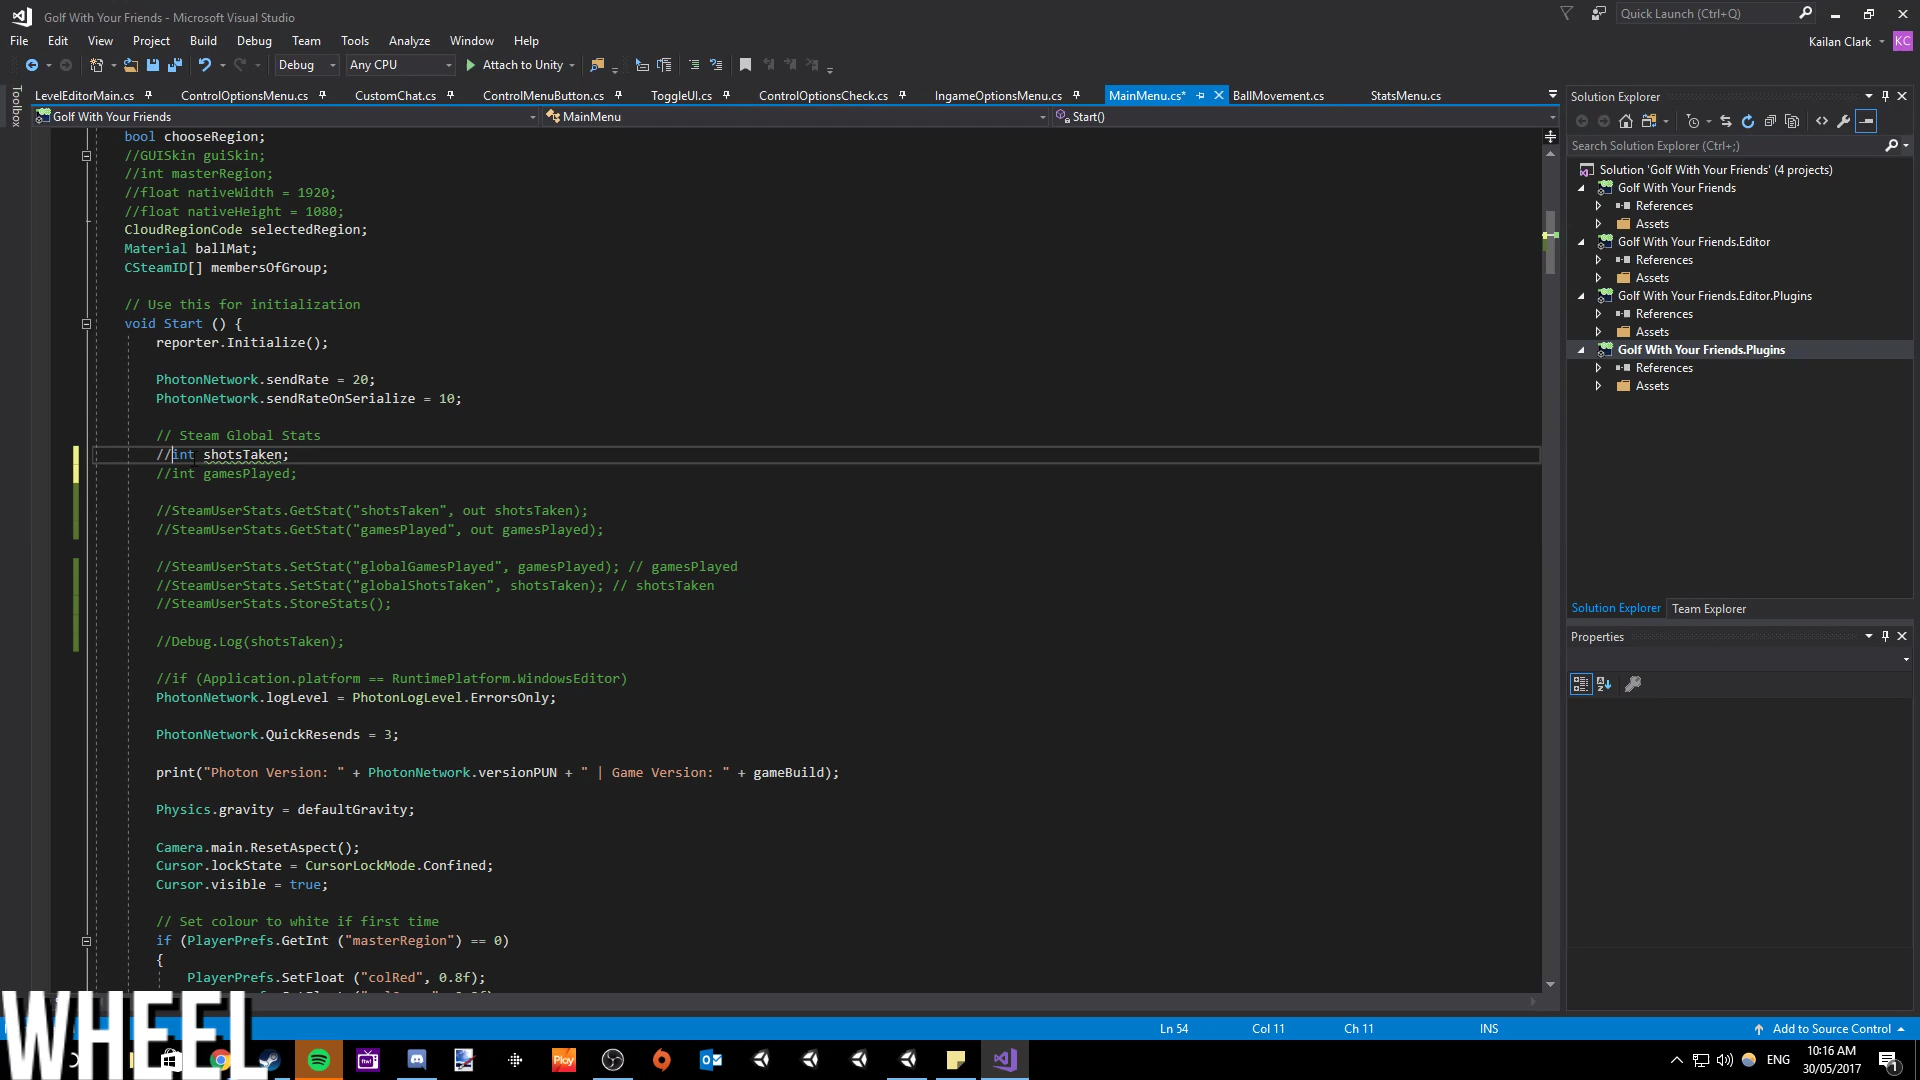 Golf With Your Friends - Microsoft Visual Studio
Quick Launch (Ctrl+Q)
File Edit View Project Build Debug Team Tools Analyze Window Help
Kailan Clark KC
Debug Any CPU Attach to Unity
Toolbox
LevelEditorMain.cs ControlOptionsMenu.cs CustomChat.cs ControlMenuButton.cs ToggleUI.cs ControlOptionsCheck.cs IngameOptionsMenu.cs MainMenu.cs* BallMovement.cs StatsMenu.cs
Golf With Your Friends MainMenu Start()
bool chooseRegion;
//GUISkin guiSkin;
//int masterRegion;
//float nativeWidth = 1920;
//float nativeHeight = 1080;
CloudRegionCode selectedRegion;
Material ballMat;
CSteamID[] membersOfGroup;
// Use this for initialization
void Start () {
reporter.Initialize();
PhotonNetwork.sendRate = 20;
PhotonNetwork.sendRateOnSerialize = 10;
// Steam Global Stats
//int shotsTaken;
//int gamesPlayed;
//SteamUserStats.GetStat("shotsTaken", out shotsTaken);
//SteamUserStats.GetStat("gamesPlayed", out gamesPlayed);
//SteamUserStats.SetStat("globalGamesPlayed", gamesPlayed); // gamesPlayed
//SteamUserStats.SetStat("globalShotsTaken", shotsTaken); // shotsTaken
//SteamUserStats.StoreStats();
//Debug.Log(shotsTaken);
//if (Application.platform == RuntimePlatform.WindowsEditor)
PhotonNetwork.logLevel = PhotonLogLevel.ErrorsOnly;
PhotonNetwork.QuickResends = 3;
print("Photon Version: " + PhotonNetwork.versionPUN + " | Game Version: " + gameBuild);
Physics.gravity = defaultGravity;
Camera.main.ResetAspect();
Cursor.lockState = CursorLockMode.Confined;
Cursor.visible = true;
// Set colour to white if first time
if (PlayerPrefs.GetInt ("masterRegion") == 0)
{
PlayerPrefs.SetFloat ("colRed", 0.8f);
Solution Explorer
Search Solution Explorer (Ctrl+;)
Solution 'Golf With Your Friends' (4 projects)
Golf With Your Friends
References
Assets
Golf With Your Friends.Editor
References
Assets
Golf With Your Friends.Editor.Plugins
References
Assets
Golf With Your Friends.Plugins
References
Assets
Solution Explorer Team Explorer
Properties
WHEEL
Ln 54 Col 11 Ch 11 INS Add to Source Control
Play
ENG
10:16 AM
30/05/2017
1